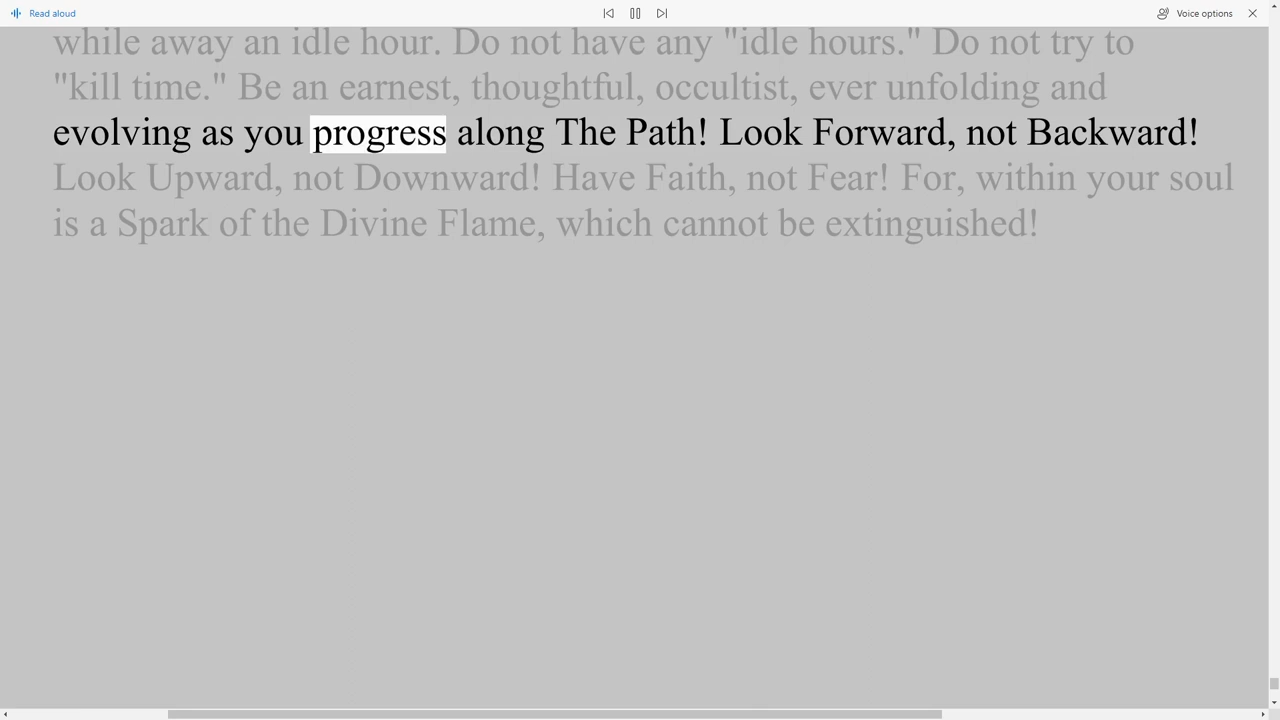 Read aloud
Voice options
while away an idle hour. Do not have any "idle hours." Do not try to
"kill time." Be an earnest, thoughtful, occultist, ever unfolding and
evolving as you progress along The Path! Look Forward, not Backward!
Look Upward, not Downward! Have Faith, not Fear! For, within your soul
is a Spark of the Divine Flame, which cannot be extinguished!